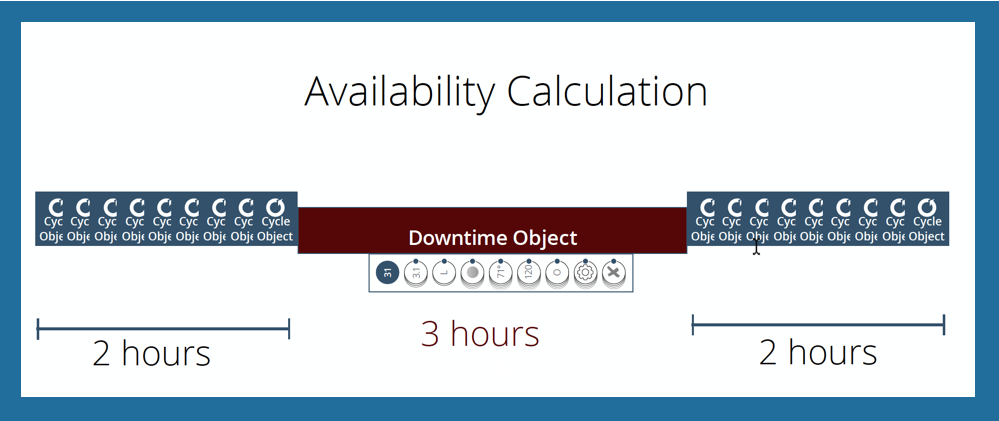 Availability Calculation
Cyc Cyc Cyc Cyc Cyc Cyc Cyc Cyc Cycle
Obje Obje Obje Obje Obje Obje Obje Obje Object
Downtime Object
Cyc Cyc Cyc Cyc Cyc Cyc Cyc Cyc Cycle
Obje Obje Obje Obje Obje Obje Obje Obje Object
31 3.1 L 71° 120
2 hours
3 hours
2 hours